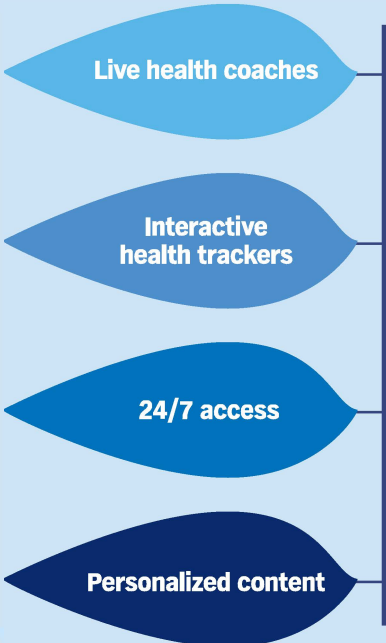 Live health coaches
Interactive
health trackers
24/7 access
Personalized content